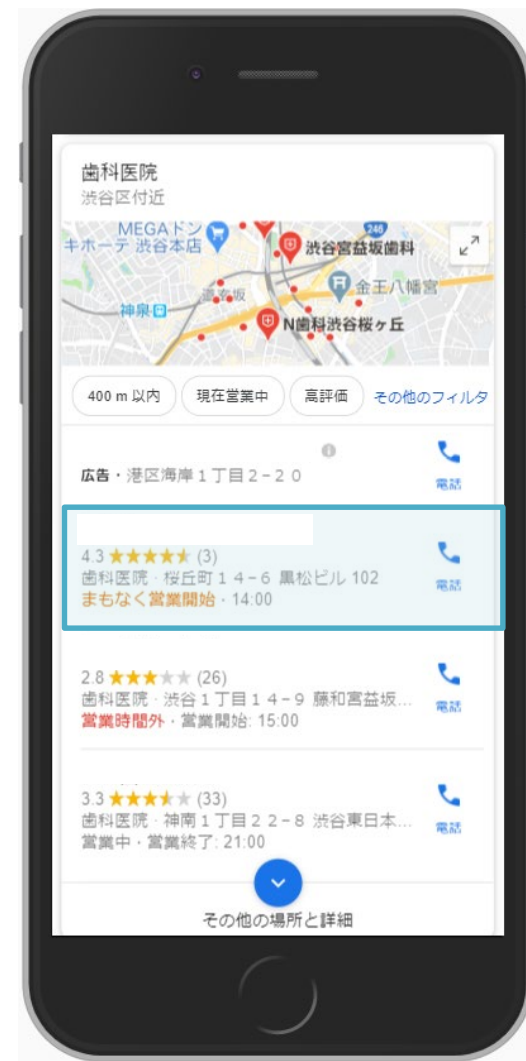 歯科医院
渋谷区付近
MEGAドン
キホーテ 渋谷本店
246
渋谷宮益坂歯科
道玄坂
金王八幡宮
神泉
N歯科渋谷桜ヶ丘
400 m 以内
現在営業中
高評価
その他のフィルタ
広告・港区海岸1丁目2-20
電話
4.3 ★★★★★ (3)
歯科医院・桜丘町14-6 黒松ビル 102
まもなく営業開始・14:00
電話
2.8 ★★★★★ (26)
歯科医院・渋谷1丁目14-9 藤和宮益坂...
営業時間外・営業開始: 15:00
電話
3.3 ★★★★★ (33)
歯科医院・神南1丁目22-8 渋谷東日本...
営業中・営業終了: 21:00
電話
その他の場所と詳細